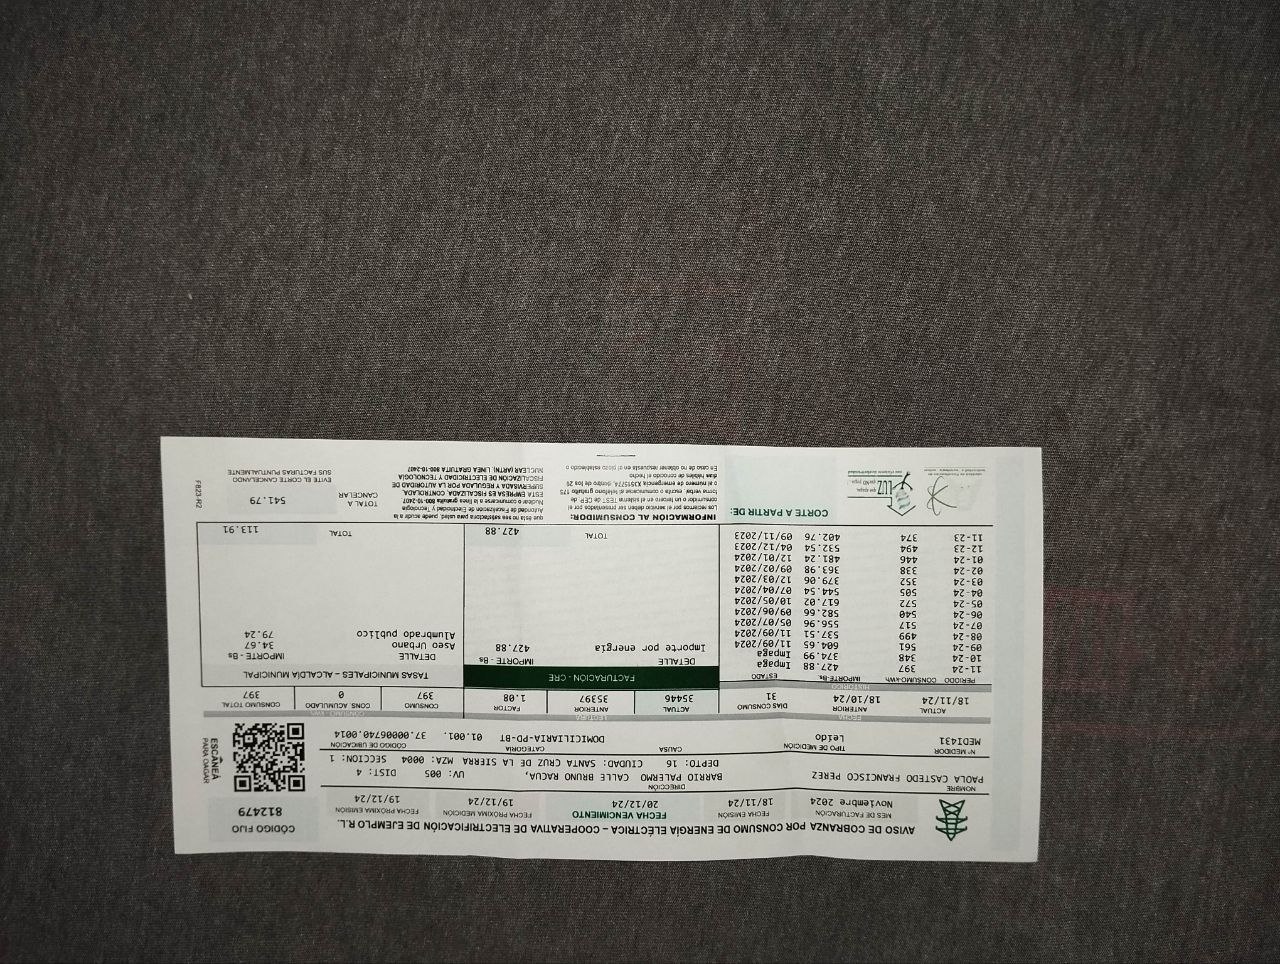 AVISO DE COBRANZA POR CONSUMO DE ENERGÍA ELÉCTRICA – COOPERATIVA DE ELECTRIFICACIÓN DE EJEMPLO R.L.
CÓDIGO FIJO
812479
MES DE FACTURACIÓN
Noviembre 2024
FECHA EMISIÓN
18/11/24
FECHA VENCIMIENTO
20/12/24
FECHA PRÓXIMA MEDICIÓN
19/12/24
FECHA PRÓXIMA EMISIÓN
19/12/24
NOMBRE
PAOLA CASTEDO FRANCISCO PEREZ
DIRECCIÓN
BARRIO PALERMO CALLE BRUNO RACUA, UV: 005 DIST: 4
DEPTO: 16 CIUDAD: SANTA CRUZ DE LA SIERRA MZA: 0004 SECCION: 1
ESCANÉA
PARA OAGAR
Nº MEDIDOR
MEDI431
TIPO DE MEDICIÓN
Leido
CAUSA
CATEGORÍA
DOMICILIARIA-PD-BT
CÓDIGO DE UBICACIÓN
01.001. 37.000006740.0014
FECHA
LECTURA
CONSUMO - kWh
ACTUAL
18/11/24
ANTERIOR
18/10/24
DIAS CONSUMO
31
ACTUAL
35446
ANTERIOR
35397
FACTOR
1.08
CONSUMO
397
CONS ACUMULADO
0
CONSUMO TOTAL
397
HISTÓRICO
PERIODO CONSUMO-kWh IMPORTE-Bs. ESTADO
11-24 397 427.88 Impaga
10-24 348 374.99 Impaga
09-24 561 604.65 11/09/2024
08-24 499 537.51 11/09/2024
07-24 517 556.96 05/07/2024
06-24 540 582.66 09/06/2024
05-24 572 617.02 10/05/2024
04-24 505 544.54 07/04/2024
03-24 352 379.06 12/03/2024
02-24 338 363.98 09/02/2024
01-24 446 481.24 12/01/2024
12-23 494 532.54 04/12/2023
11-23 374 402.76 09/11/2023
FACTURACIÓN - CRE
DETALLE IMPORTE - Bs
Importe por energía 427.88
TOTAL 427.88
TASAS MUNICIPALES – ALCALDÍA MUNICIPAL
DETALLE IMPORTE - Bs
Aseo Urbano 34.67
Alumbrado publico 79.24
TOTAL 113.91
CORTE A PARTIR DE:
LUZ
INFORMACIÓN AL CONSUMIDOR:
Los reclamos por el servicio deben ser presentados por el
consumidor o un tercero en el sistema TEST de CEP, de
forma verbal, escrita o comunicarse al teléfono gratuito 175
o al número de emergencia X3515TA, dentro de los 20
días hábiles de conocido el hecho
En caso de no obtener respuesta en el plazo establecido o
que ésta no sea satisfactoria para usted, puede acudir a la
Autoridad de Fiscalización de Electricidad y Tecnología
Nuclear o comunicarse a la línea gratuita 800-10-2407
ESTA EMPRESA ES FISCALIZADA, CONTROLADA,
SUPERVISADA Y REGULADA POR LA AUTORIDAD DE
FISCALIZACIÓN DE ELECTRICIDAD Y TECNOLOGÍA
NUCLEAR (AETN). LINEA GRATUITA 800-10-2407
TOTAL A
CANCELAR
541.79
EVITE EL CORTE CANCELANDO
SUS FACTURAS PUNTUALMENTE
F823-R2